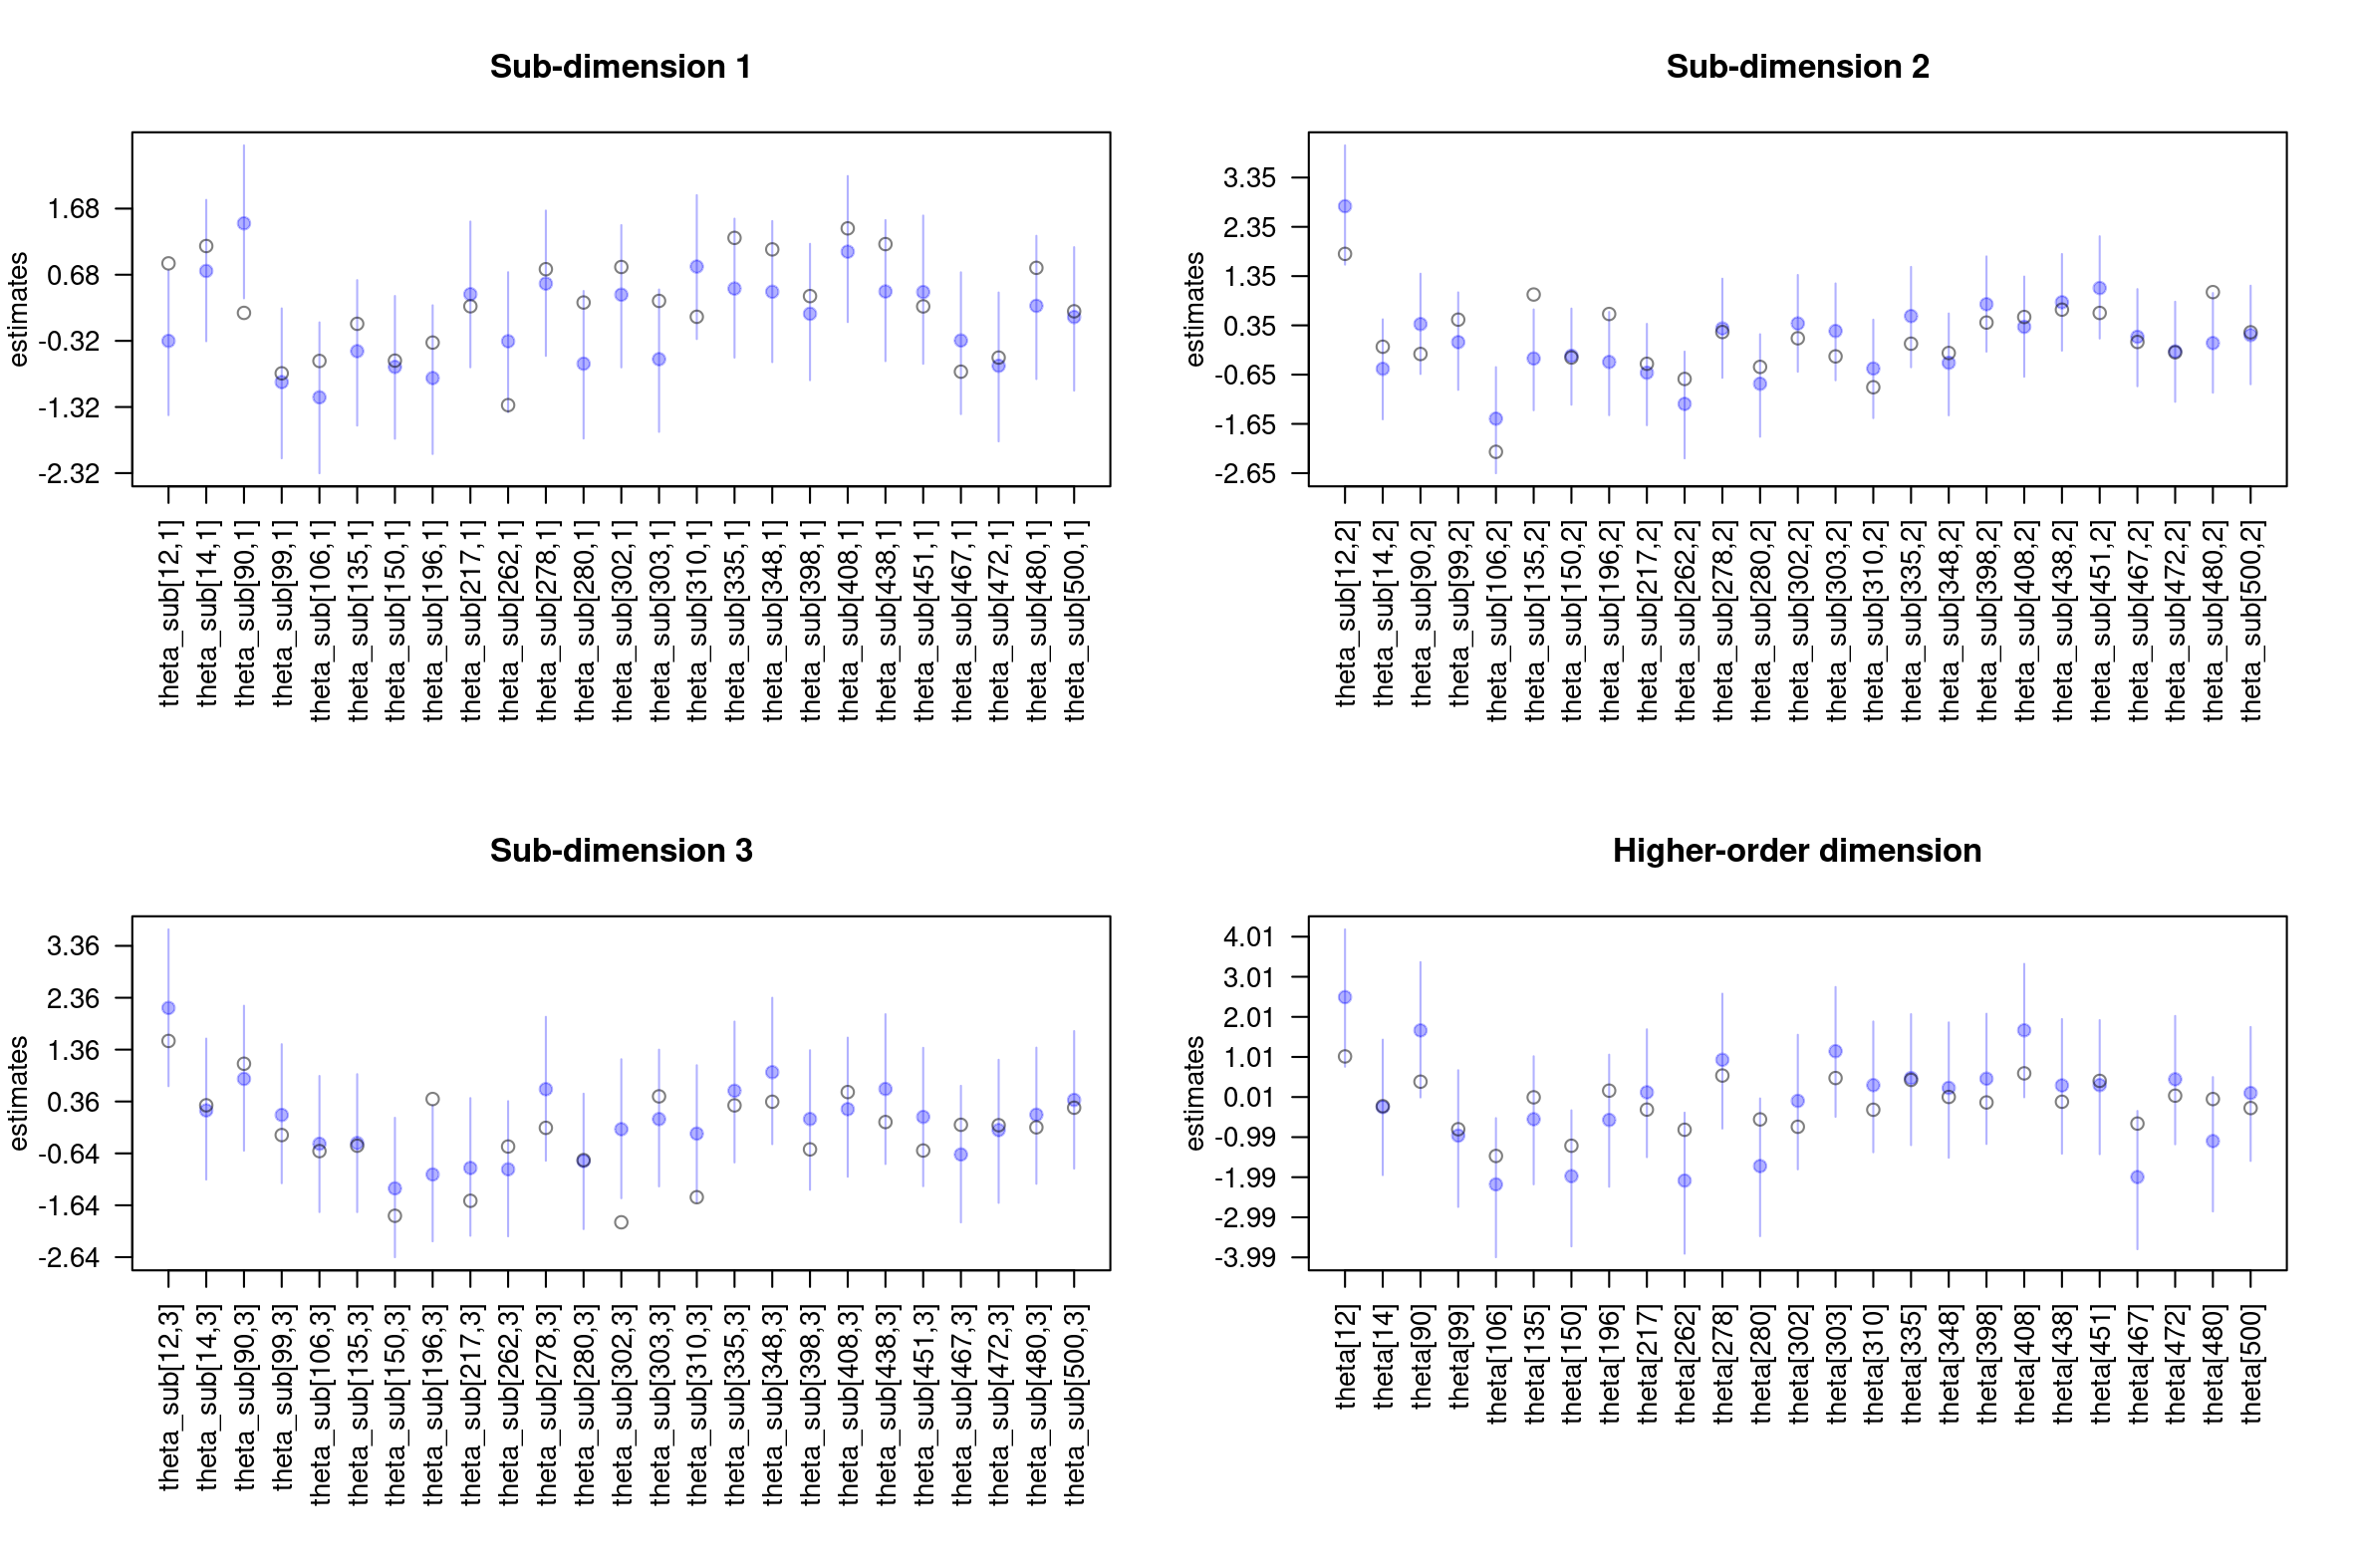 Sub-dimension 1
estimates
1.68
0.68
-0.32
-1.32
-2.32
theta_sub[12,1]
theta_sub[14,1]
theta_sub[90,1]
theta_sub[99,1]
theta_sub[106,1]
theta_sub[135,1]
theta_sub[150,1]
theta_sub[196,1]
theta_sub[217,1]
theta_sub[262,1]
theta_sub[278,1]
theta_sub[280,1]
theta_sub[302,1]
theta_sub[303,1]
theta_sub[310,1]
theta_sub[335,1]
theta_sub[348,1]
theta_sub[398,1]
theta_sub[408,1]
theta_sub[438,1]
theta_sub[451,1]
theta_sub[467,1]
theta_sub[472,1]
theta_sub[480,1]
theta_sub[500,1]
Sub-dimension 2
estimates
3.35
2.35
1.35
0.35
-0.65
-1.65
-2.65
theta_sub[12,2]
theta_sub[14,2]
theta_sub[90,2]
theta_sub[99,2]
theta_sub[106,2]
theta_sub[135,2]
theta_sub[150,2]
theta_sub[196,2]
theta_sub[217,2]
theta_sub[262,2]
theta_sub[278,2]
theta_sub[280,2]
theta_sub[302,2]
theta_sub[303,2]
theta_sub[310,2]
theta_sub[335,2]
theta_sub[348,2]
theta_sub[398,2]
theta_sub[408,2]
theta_sub[438,2]
theta_sub[451,2]
theta_sub[467,2]
theta_sub[472,2]
theta_sub[480,2]
theta_sub[500,2]
Sub-dimension 3
estimates
3.36
2.36
1.36
0.36
-0.64
-1.64
-2.64
theta_sub[12,3]
theta_sub[14,3]
theta_sub[90,3]
theta_sub[99,3]
theta_sub[106,3]
theta_sub[135,3]
theta_sub[150,3]
theta_sub[196,3]
theta_sub[217,3]
theta_sub[262,3]
theta_sub[278,3]
theta_sub[280,3]
theta_sub[302,3]
theta_sub[303,3]
theta_sub[310,3]
theta_sub[335,3]
theta_sub[348,3]
theta_sub[398,3]
theta_sub[408,3]
theta_sub[438,3]
theta_sub[451,3]
theta_sub[467,3]
theta_sub[472,3]
theta_sub[480,3]
theta_sub[500,3]
Higher-order dimension
estimates
4.01
3.01
2.01
1.01
0.01
-0.99
-1.99
-2.99
-3.99
theta[12]
theta[14]
theta[90]
theta[99]
theta[106]
theta[135]
theta[150]
theta[196]
theta[217]
theta[262]
theta[278]
theta[280]
theta[302]
theta[303]
theta[310]
theta[335]
theta[348]
theta[398]
theta[408]
theta[438]
theta[451]
theta[467]
theta[472]
theta[480]
theta[500]